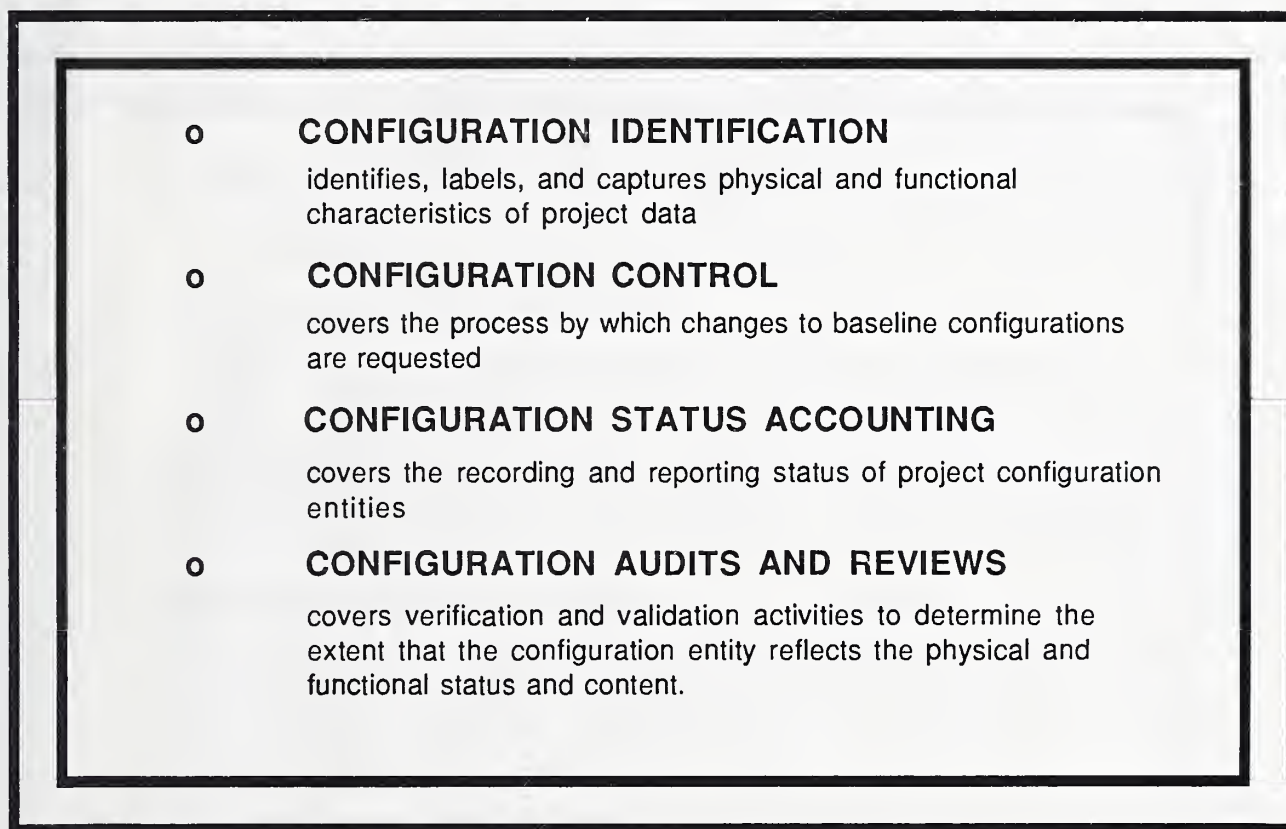 o CONFIGURATION IDENTIFICATION
identifies, labels, and captures physical and functional
characteristics of project data
o CONFIGURATION CONTROL
covers the process by which changes to baseline configurations
are requested
o CONFIGURATION STATUS ACCOUNTING
covers the recording and reporting status of project configuration
entities
o CONFIGURATION AUDITS AND REVIEWS
covers verification and validation activities to determine the
extent that the configuration entity reflects the physical and
functional status and content.